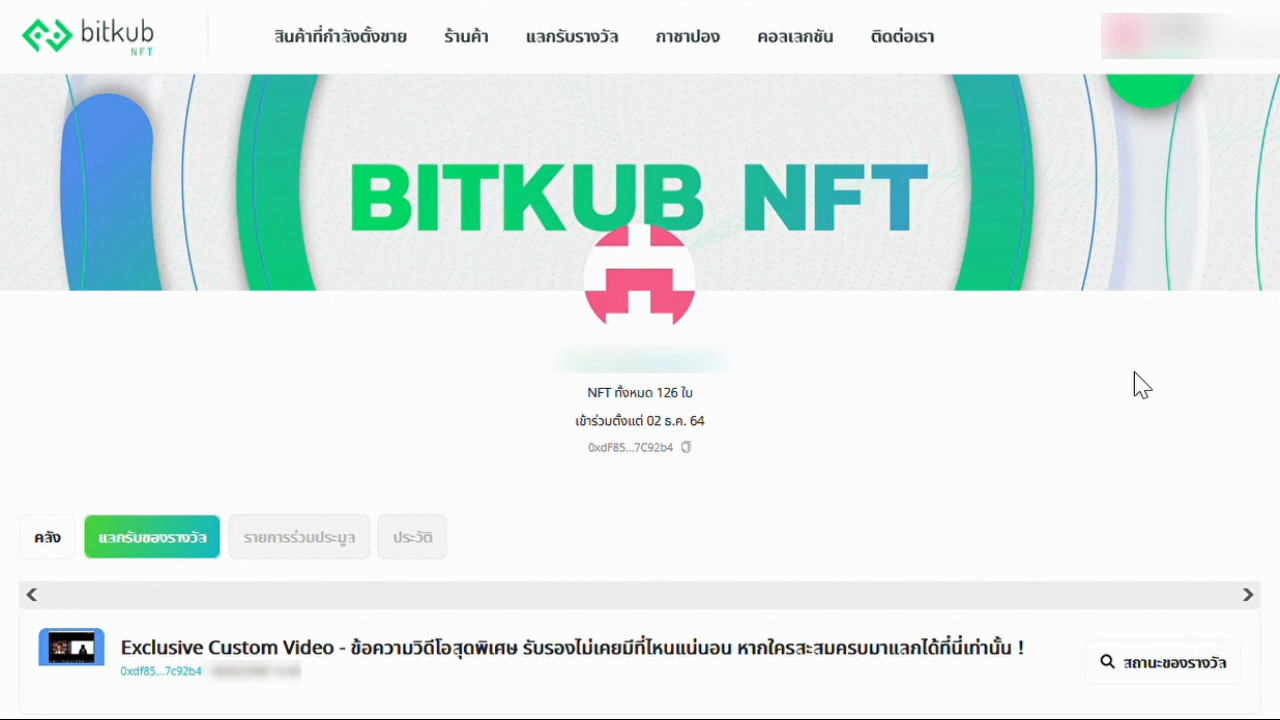 bitkub
NFT
สินค้าที่กำลังตั้งขาย ร้านค้า แลกรับรางวัล กาชาปอง คอลเลกชัน ติดต่อเรา
BITKUB NFT
NFT ทั้งหมด 126 ใบ
เข้าร่วมตั้งแต่ 02 ธ.ค. 64
0xdF85...7C92b4
คลัง แลกรับของรางวัล รายการร่วมประมูล ประวัติ
Exclusive Custom Video - ข้อความวิดีโอสุดพิเศษ รับรองไม่เคยมีที่ไหนแน่นอน หากใครสะสมครบมาแลกได้ที่นี่เท่านั้น !
0xdf85...7c92b4
สถานะของรางวัล